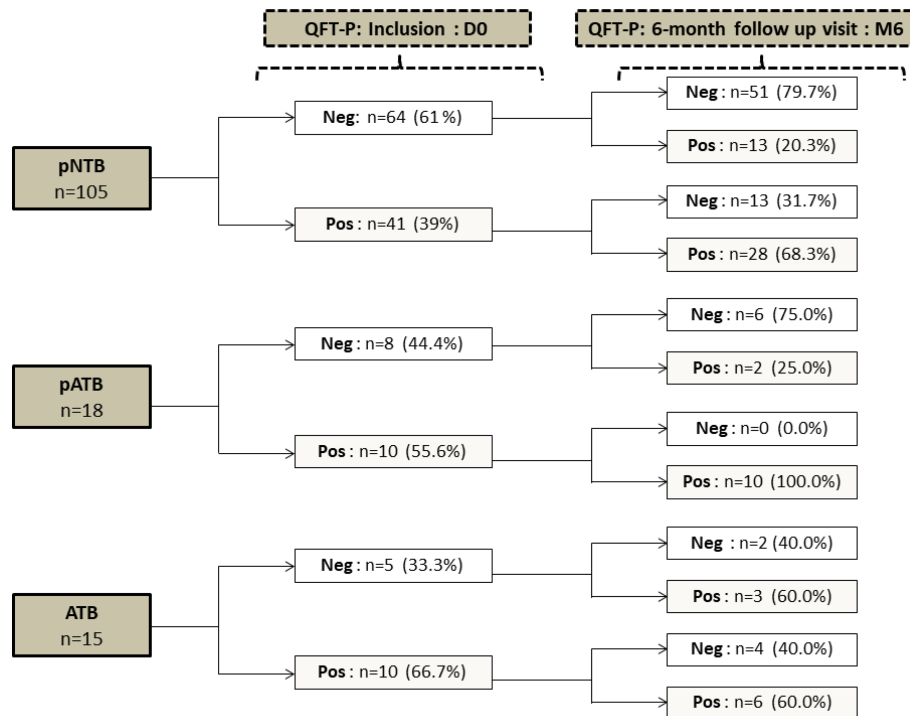 QFT-P: Inclusion : D0
QFT-P: 6-month follow up visit : M6
pNTB
n=105
Neg: n=64 (61%)
Neg : n=51 (79.7%)
Pos : n=13 (20.3%)
Pos : n=41 (39%)
Neg : n=13 (31.7%)
Pos : n=28 (68.3%)
pATB
n=18
Neg : n=8 (44.4%)
Neg : n=6 (75.0%)
Pos : n=2 (25.0%)
Pos : n=10 (55.6%)
Neg : n=0 (0.0%)
Pos : n=10 (100.0%)
ATB
n=15
Neg : n=5 (33.3%)
Neg : n=2 (40.0%)
Pos : n=3 (60.0%)
Pos : n=10 (66.7%)
Neg : n=4 (40.0%)
Pos : n=6 (60.0%)